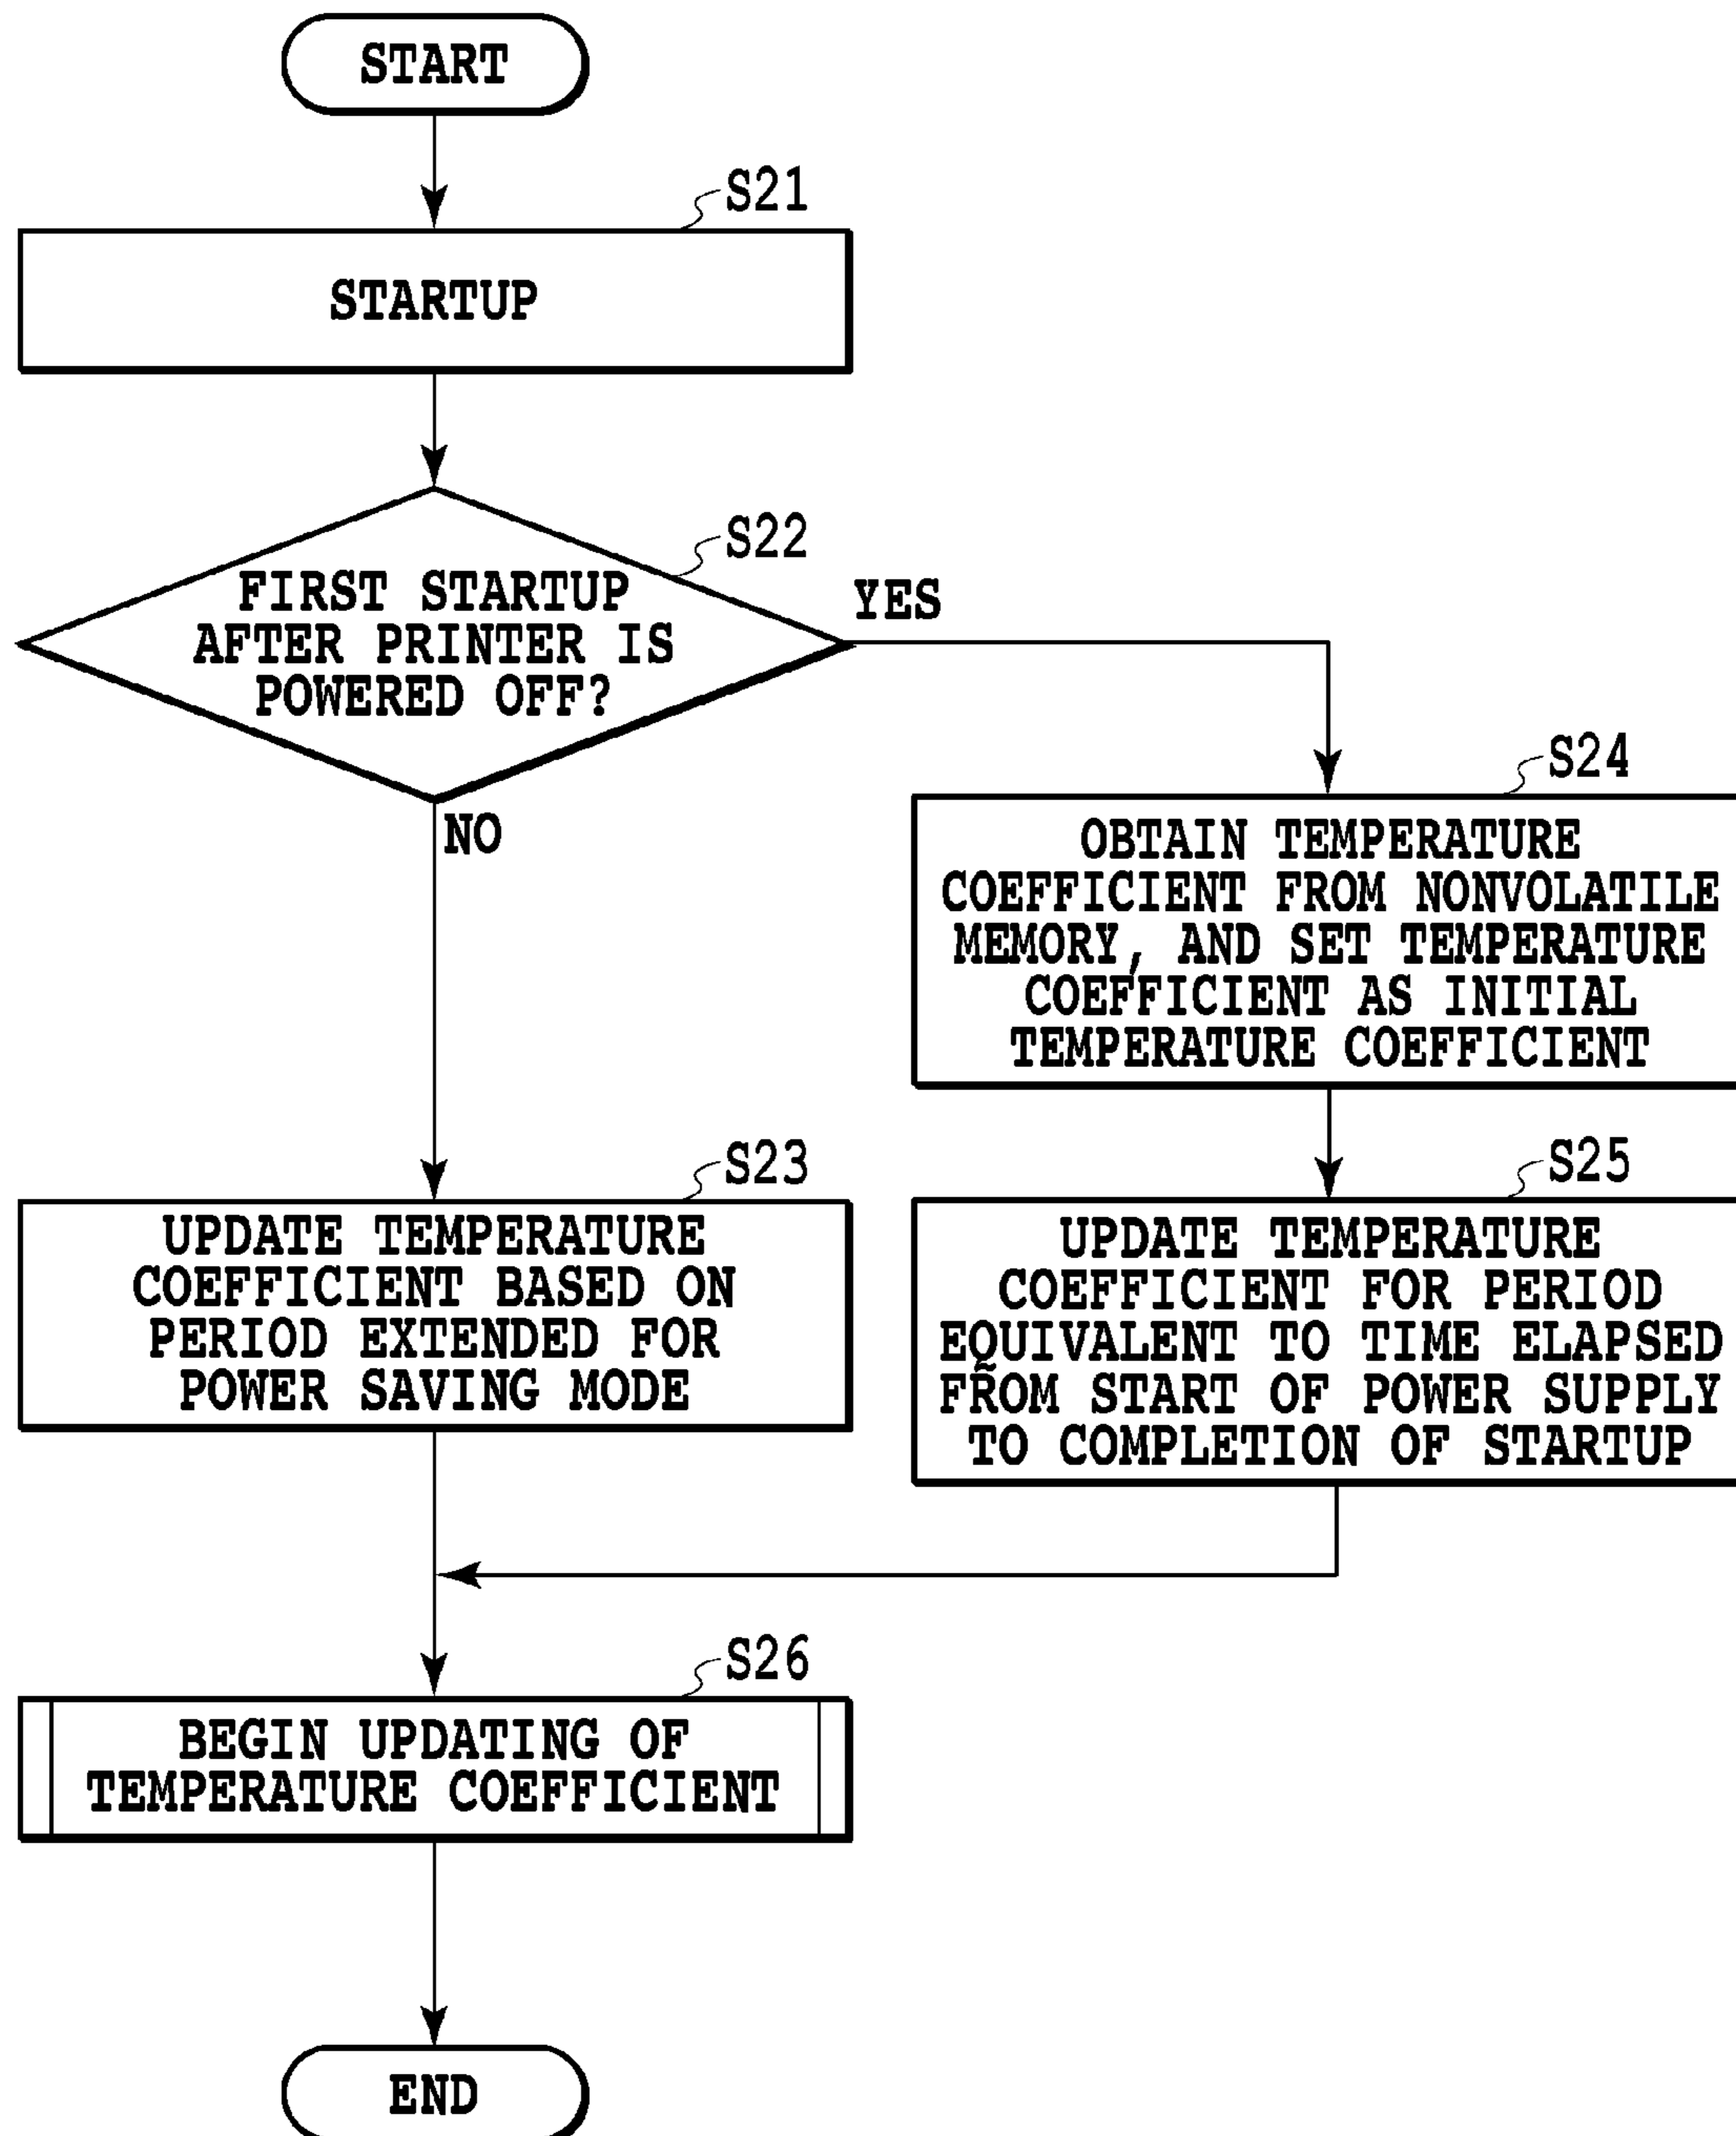 START
S21
STARTUP
S22
FIRST STARTUP
AFTER PRINTER IS
POWERED OFF?
YES
NO
S24
OBTAIN TEMPERATURE
COEFFICIENT FROM NONVOLATILE
MEMORY, AND SET TEMPERATURE
COEFFICIENT AS INITIAL
TEMPERATURE COEFFICIENT
S23
UPDATE TEMPERATURE
COEFFICIENT BASED ON
PERIOD EXTENDED FOR
POWER SAVING MODE
S25
UPDATE TEMPERATURE
COEFFICIENT FOR PERIOD
EQUIVALENT TO TIME ELAPSED
FROM START OF POWER SUPPLY
TO COMPLETION OF STARTUP
S26
BEGIN UPDATING OF
TEMPERATURE COEFFICIENT
END